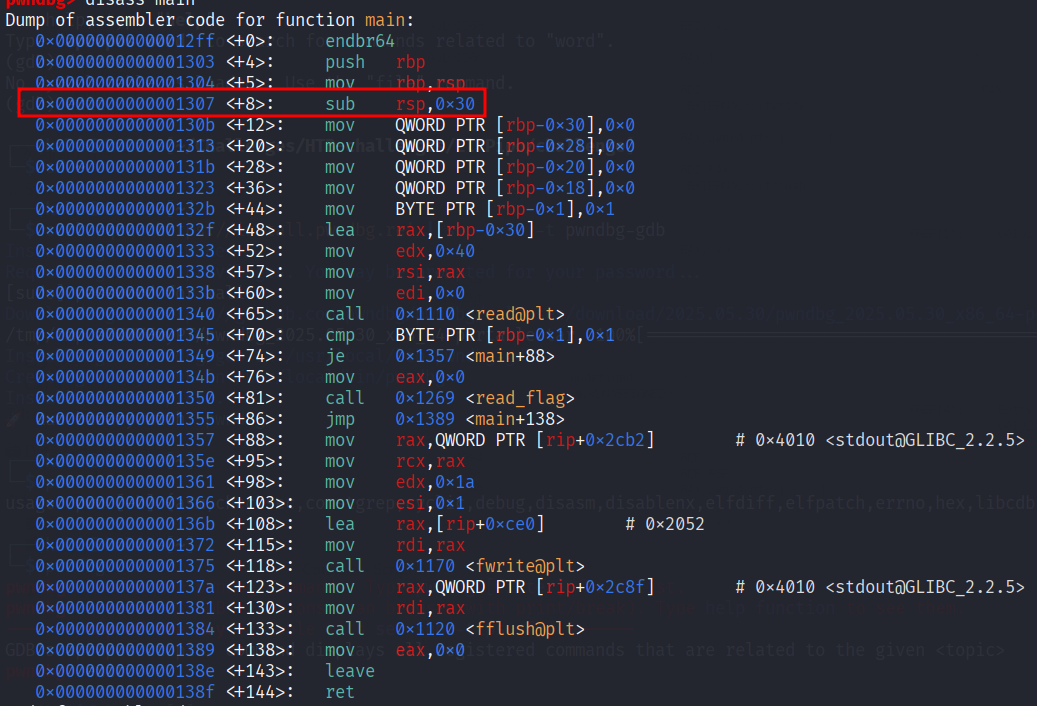 pwndbg> disass main
Dump of assembler code for function main:
0×00000000000012ff <+0>: endbr64
0×0000000000001303 <+4>: push rbp
0×0000000000001304 <+5>: mov rbp,rsp
0×0000000000001307 <+8>: sub rsp,0×30
0×000000000000130b <+12>: mov QWORD PTR [rbp-0×30],0×0
0×0000000000001313 <+20>: mov QWORD PTR [rbp-0×28],0×0
0×000000000000131b <+28>: mov QWORD PTR [rbp-0×20],0×0
0×0000000000001323 <+36>: mov QWORD PTR [rbp-0×18],0×0
0×000000000000132b <+44>: mov BYTE PTR [rbp-0×1],0×1
0×000000000000132f <+48>: lea rax,[rbp-0×30]
0×0000000000001333 <+52>: mov edx,0×40
0×0000000000001338 <+57>: mov rsi,rax
0×000000000000133b <+60>: mov edi,0×0
0×0000000000001340 <+65>: call 0×1110 <read@plt>
0×0000000000001345 <+70>: cmp BYTE PTR [rbp-0×1],0×1
0×0000000000001349 <+74>: je 0×1357 <main+88>
0×000000000000134b <+76>: mov eax,0×0
0×0000000000001350 <+81>: call 0×1269 <read_flag>
0×0000000000001355 <+86>: jmp 0×1389 <main+138>
0×0000000000001357 <+88>: mov rax,QWORD PTR [rip+0×2cb2] # 0×4010 <stdout@GLIBC_2.2.5>
0×000000000000135e <+95>: mov rcx,rax
0×0000000000001361 <+98>: mov edx,0×1a
0×0000000000001366 <+103>: mov esi,0×1
0×000000000000136b <+108>: lea rax,[rip+0×ce0] # 0×2052
0×0000000000001372 <+115>: mov rdi,rax
0×0000000000001375 <+118>: call 0×1170 <fwrite@plt>
0×000000000000137a <+123>: mov rax,QWORD PTR [rip+0×2c8f] # 0×4010 <stdout@GLIBC_2.2.5>
0×0000000000001381 <+130>: mov rdi,rax
0×0000000000001384 <+133>: call 0×1120 <fflush@plt>
0×0000000000001389 <+138>: mov eax,0×0
0×000000000000138e <+143>: leave
0×000000000000138f <+144>: ret